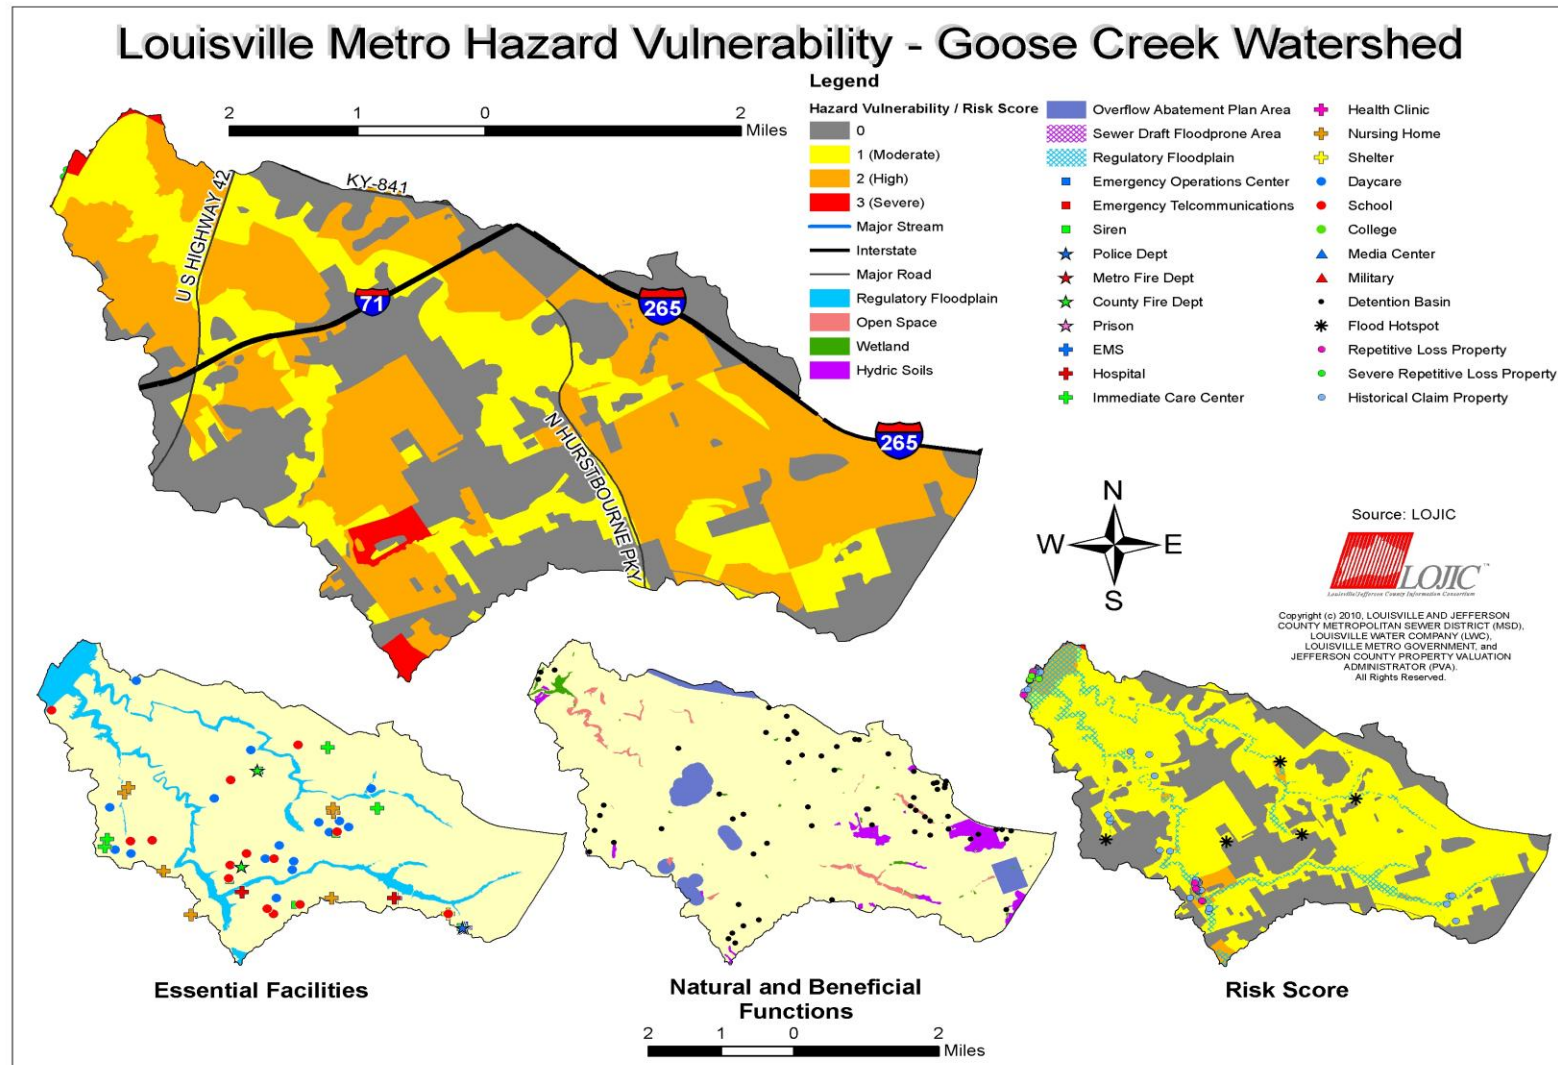 Louisville Metro Hazard Vulnerability - Goose Creek Watershed
2 1 0 2 Miles
KY-841
U S HIGHWAY 42
71
265
265
N HURSTBOURNE PKY
Legend
Hazard Vulnerability / Risk Score
0
1 (Moderate)
2 (High)
3 (Severe)
Major Stream
Interstate
Major Road
Regulatory Floodplain
Open Space
Wetland
Hydric Soils
Overflow Abatement Plan Area
Sewer Draft Floodprone Area
Regulatory Floodplain
Emergency Operations Center
Emergency Telcommunications
Siren
Police Dept
Metro Fire Dept
County Fire Dept
Prison
EMS
Hospital
Immediate Care Center
Health Clinic
Nursing Home
Shelter
Daycare
School
College
Media Center
Military
Detention Basin
Flood Hotspot
Repetitive Loss Property
Severe Repetitive Loss Property
Historical Claim Property
N
W E
S
Source: LOJIC
LOJIC™
Louisville/Jefferson County Information Consortium
Copyright (c) 2010, LOUISVILLE AND JEFFERSON
COUNTY METROPOLITAN SEWER DISTRICT (MSD),
LOUISVILLE WATER COMPANY (LWC),
LOUISVILLE METRO GOVERNMENT, and
JEFFERSON COUNTY PROPERTY VALUATION
ADMINISTRATOR (PVA).
All Rights Reserved.
Essential Facilities
Natural and Beneficial
Functions
Risk Score
2 1 0 2
Miles